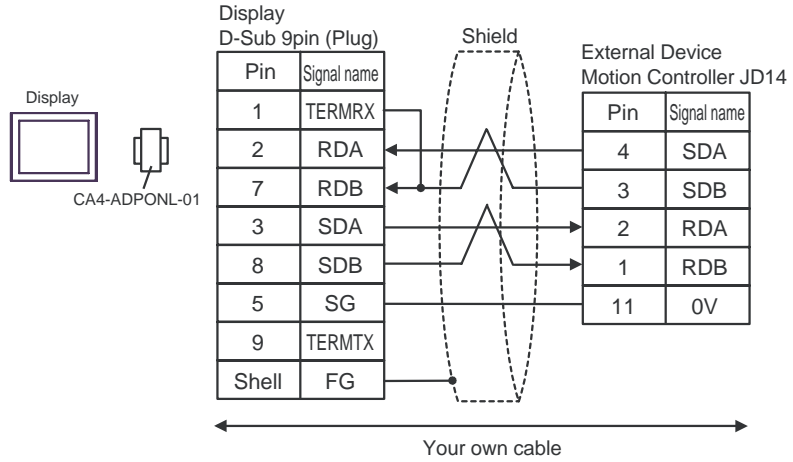 Display
D-Sub 9pin (Plug)
Shield
External Device
Motion Controller JD14
Display
CA4-ADPONL-01
Pin Signal name
1 TERMRX
2 RDA
7 RDB
3 SDA
8 SDB
5 SG
9 TERMTX
Shell FG
Pin Signal name
4 SDA
3 SDB
2 RDA
1 RDB
11 0V
Your own cable